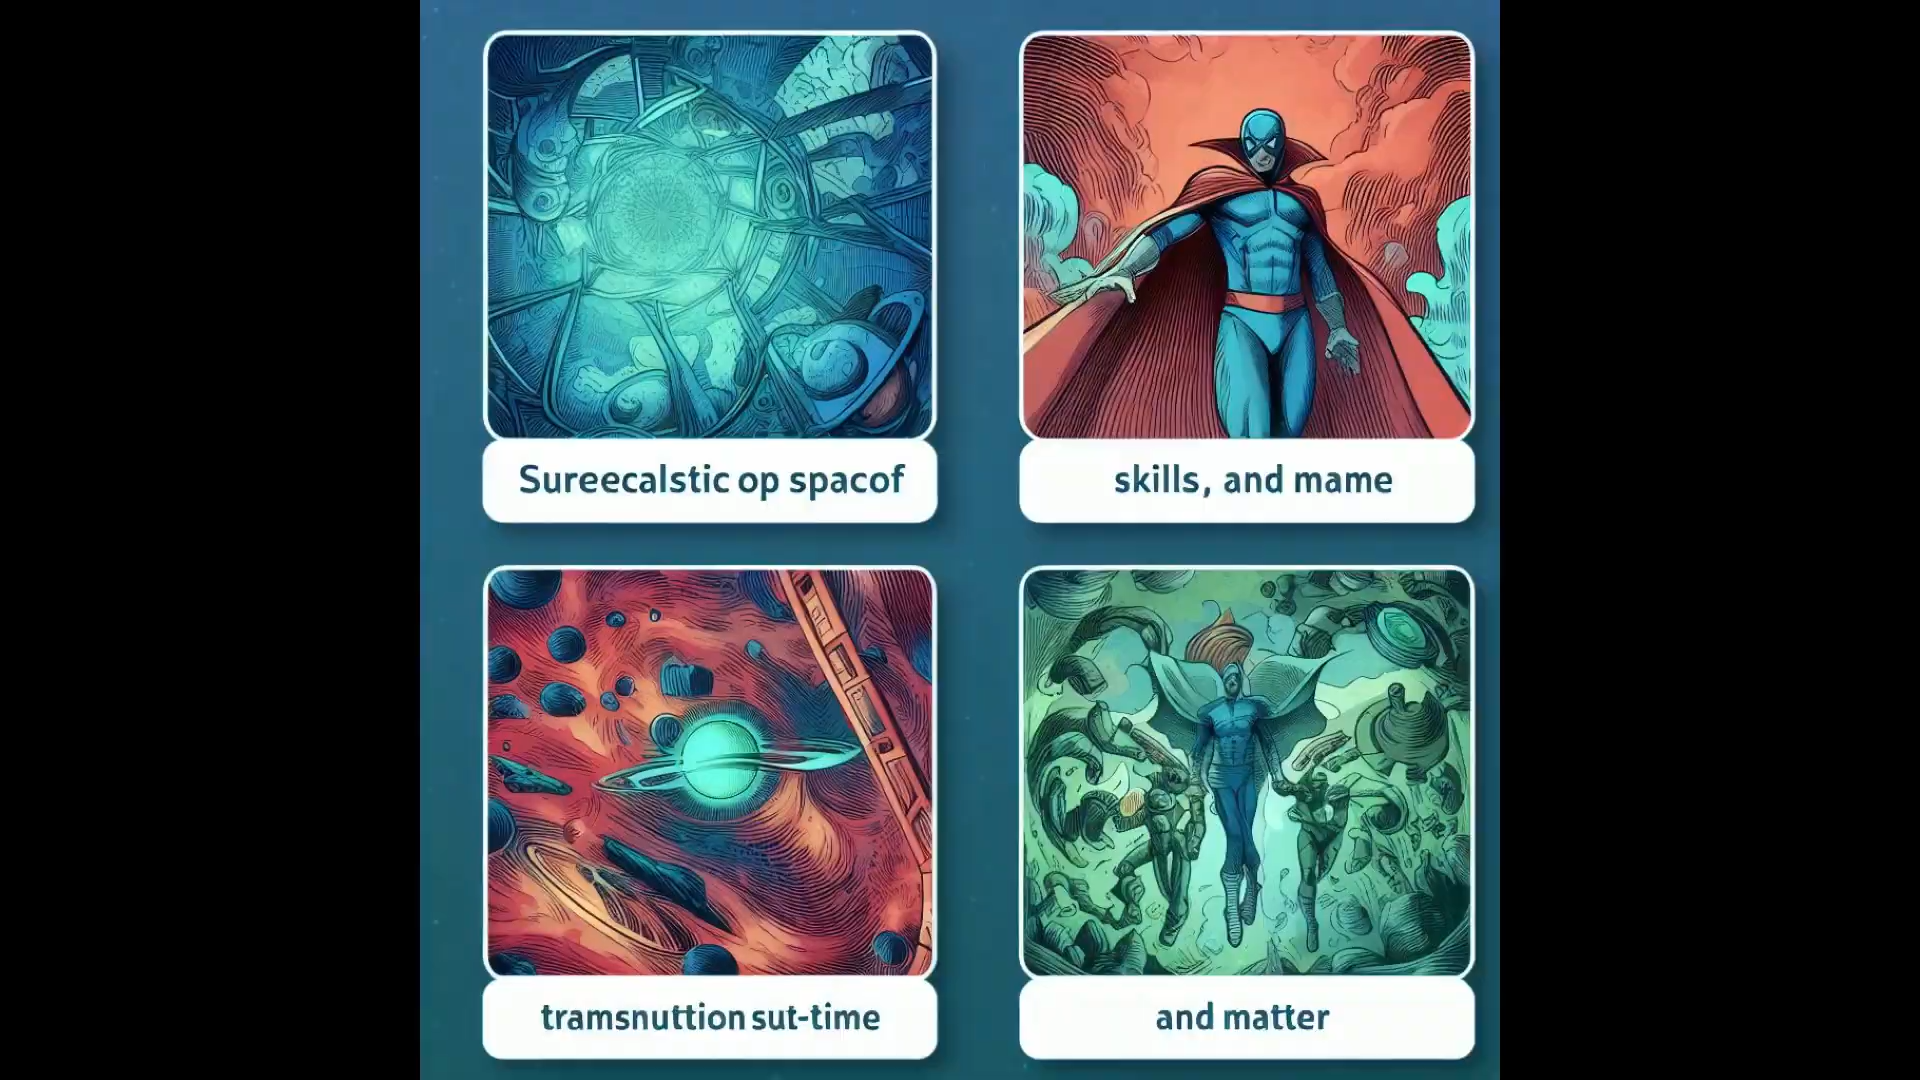 Sureecalstic op spacof
skills, and mame
tramsnuttion sut-time
and matter